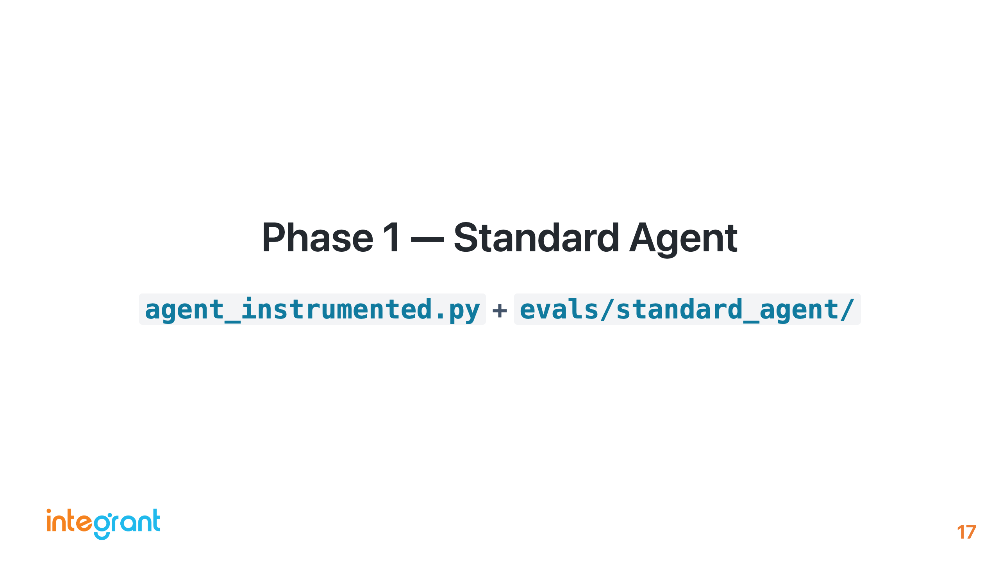 Phase 1 — Standard Agent
agent_instrumented.py + evals/standard_agent/
integrant
17